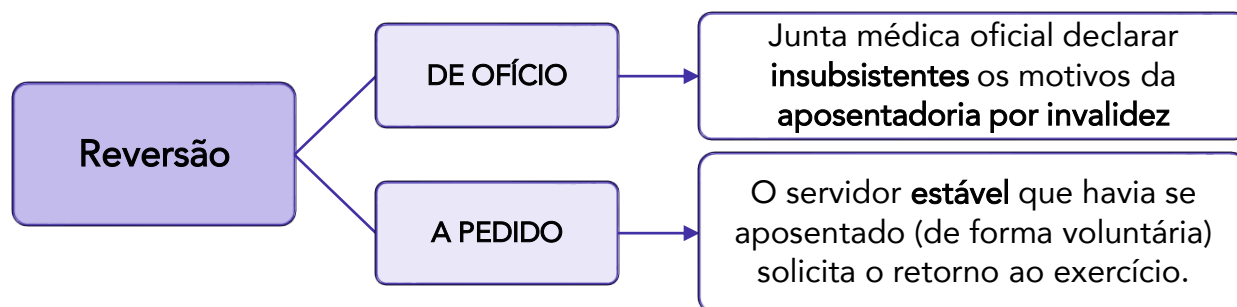 Reversão
DE OFÍCIO
Junta médica oficial declarar
insubsistentes os motivos da
aposentadoria por invalidez
A PEDIDO
O servidor estável que havia se
aposentado (de forma voluntária)
solicita o retorno ao exercício.